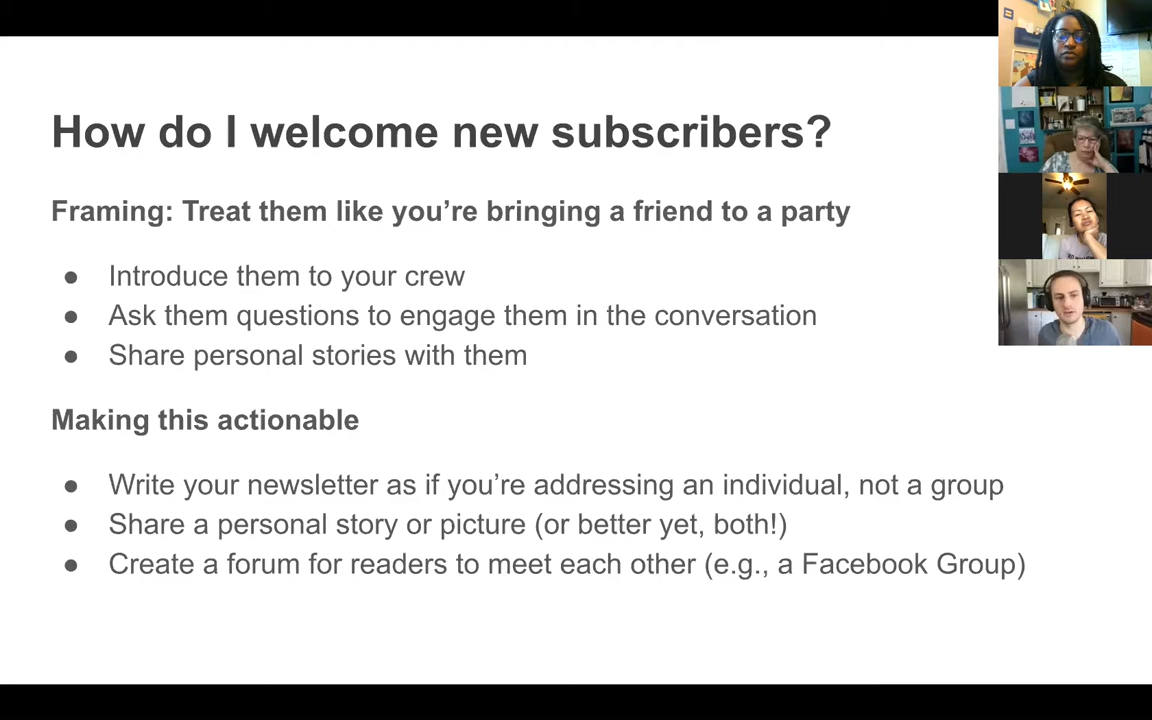 How do I welcome new subscribers?
Framing: Treat them like you’re bringing a friend to a party
● Introduce them to your crew
● Ask them questions to engage them in the conversation
● Share personal stories with them
Making this actionable
● Write your newsletter as if you’re addressing an individual, not a group
● Share a personal story or picture (or better yet, both!)
● Create a forum for readers to meet each other (e.g., a Facebook Group)